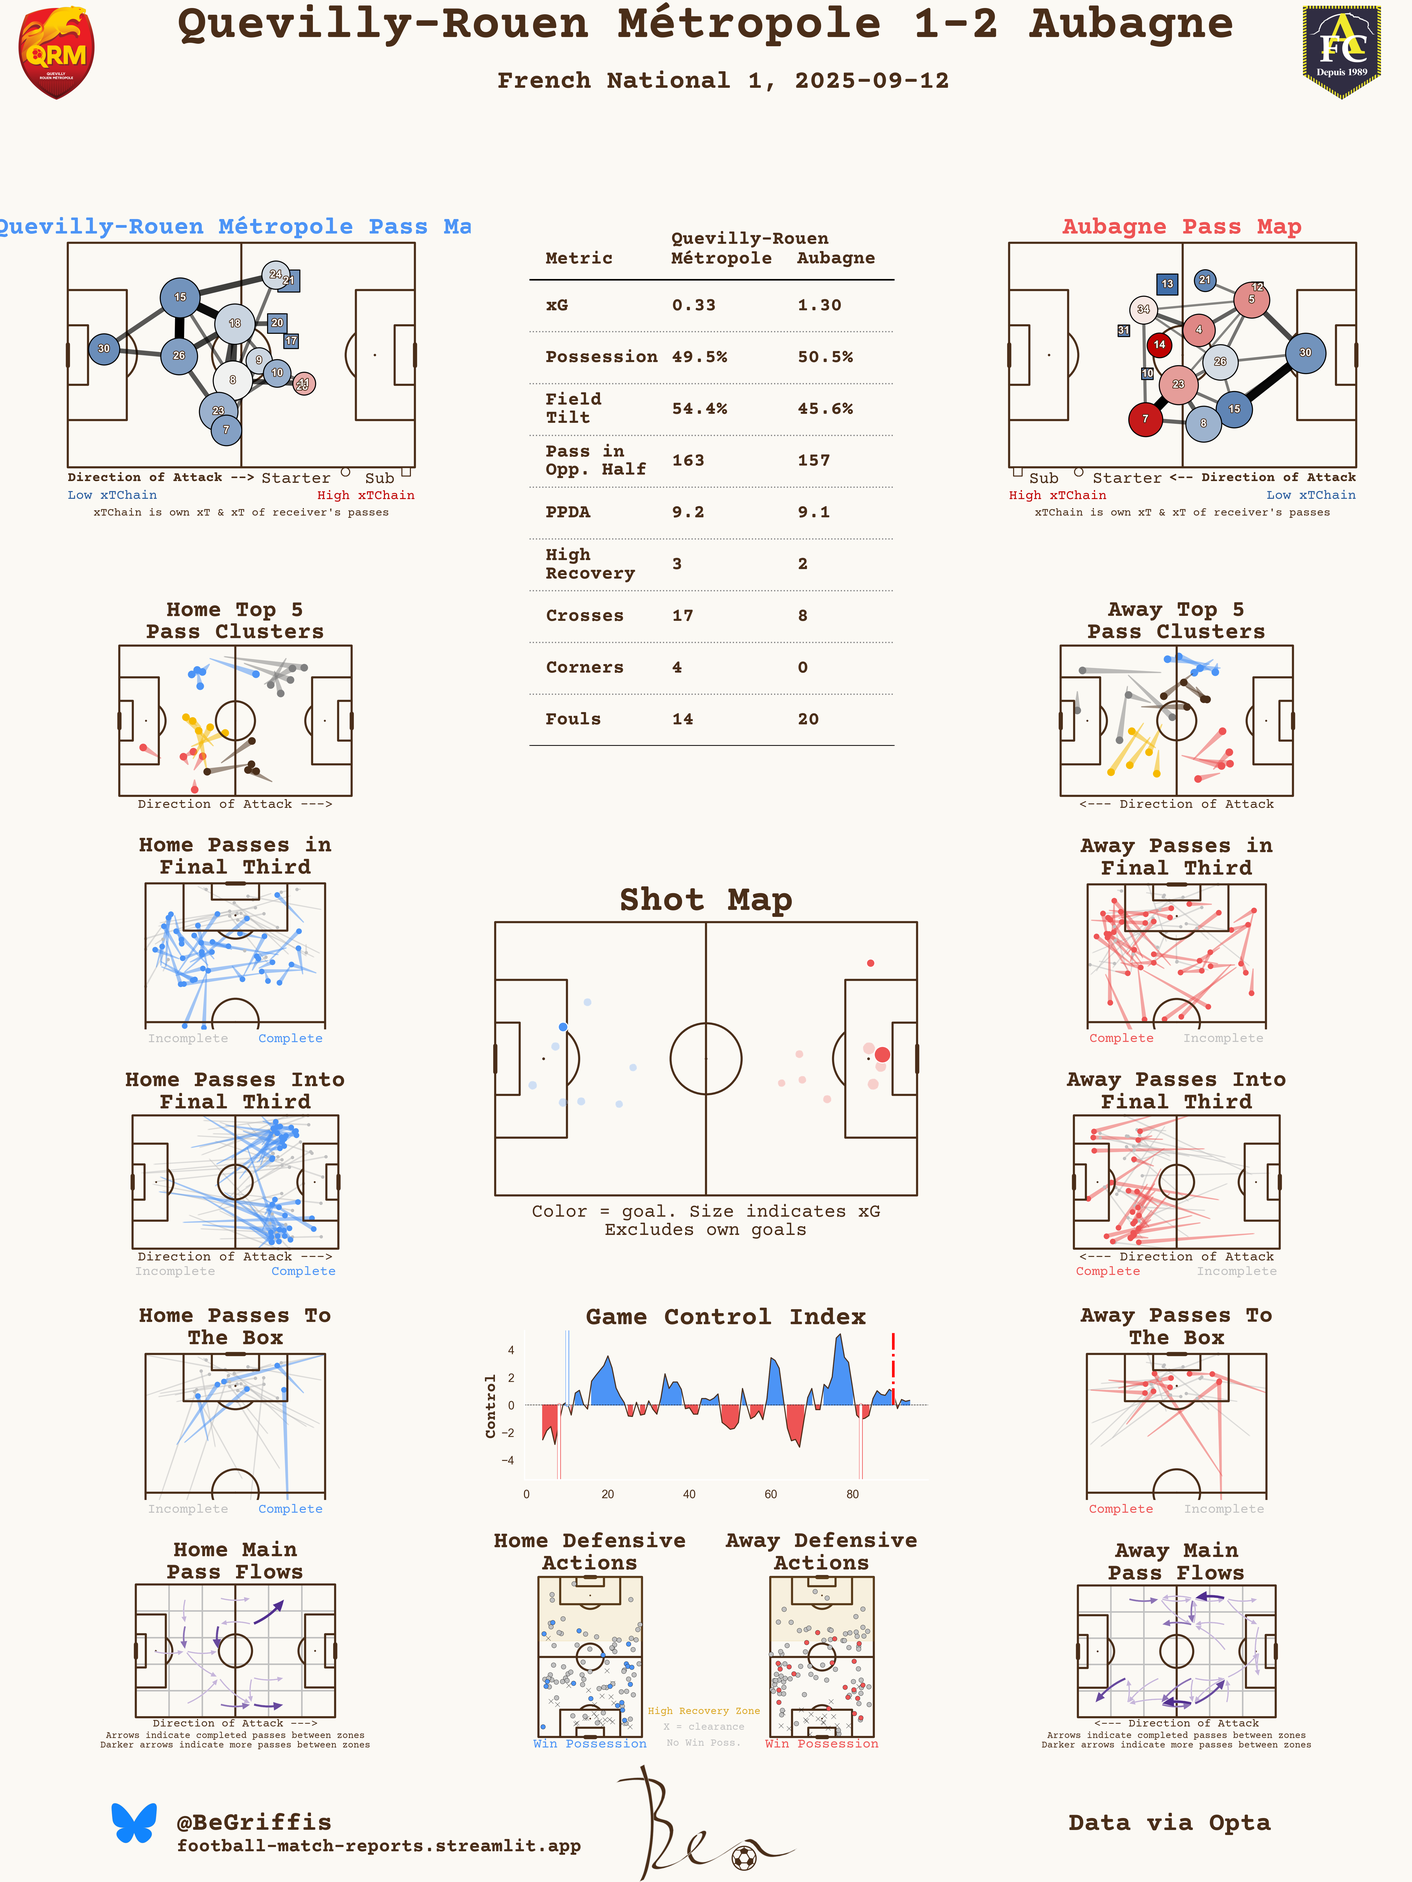 Quevilly-Rouen Métropole 1-2 Aubagne
French National 1, 2025-09-12
QRM
QUEVILLY
ROUEN MÉTROPOLE
A
FC
Depuis 1989
Quevilly-Rouen Métropole Pass Ma
24
21
15
18
20
17
30
26
9
10
8
11
23
7
Direction of Attack --> Starter Sub
Low xTChain High xTChain
xTChain is own xT & xT of receiver's passes
Quevilly-Rouen
Metric Métropole Aubagne
xG 0.33 1.30
Possession 49.5% 50.5%
Field
Tilt 54.4% 45.6%
Pass in
Opp. Half 163 157
PPDA 9.2 9.1
High
Recovery 3 2
Crosses 17 8
Corners 4 0
Fouls 14 20
Aubagne Pass Map
13
21
12
5
34
31
4
14
30
26
10
23
7
15
8
Sub Starter <-- Direction of Attack
High xTChain Low xTChain
xTChain is own xT & xT of receiver's passes
Home Top 5
Pass Clusters
Direction of Attack --->
Away Top 5
Pass Clusters
<--- Direction of Attack
Home Passes in
Final Third
Incomplete Complete
Away Passes in
Final Third
Complete Incomplete
Shot Map
Color = goal. Size indicates xG
Excludes own goals
Home Passes Into
Final Third
Direction of Attack --->
Incomplete Complete
Away Passes Into
Final Third
<--- Direction of Attack
Complete Incomplete
Home Passes To
The Box
Incomplete Complete
Game Control Index
Control
4
2
0
−2
−4
0 20 40 60 80
Away Passes To
The Box
Complete Incomplete
Home Main
Pass Flows
Direction of Attack --->
Arrows indicate completed passes between zones
Darker arrows indicate more passes between zones
Home Defensive
Actions
Win Possession
High Recovery Zone
X = clearance
No Win Poss.
Away Defensive
Actions
Win Possession
Away Main
Pass Flows
<--- Direction of Attack
Arrows indicate completed passes between zones
Darker arrows indicate more passes between zones
@BeGriffis
football-match-reports.streamlit.app
Ben
Data via Opta